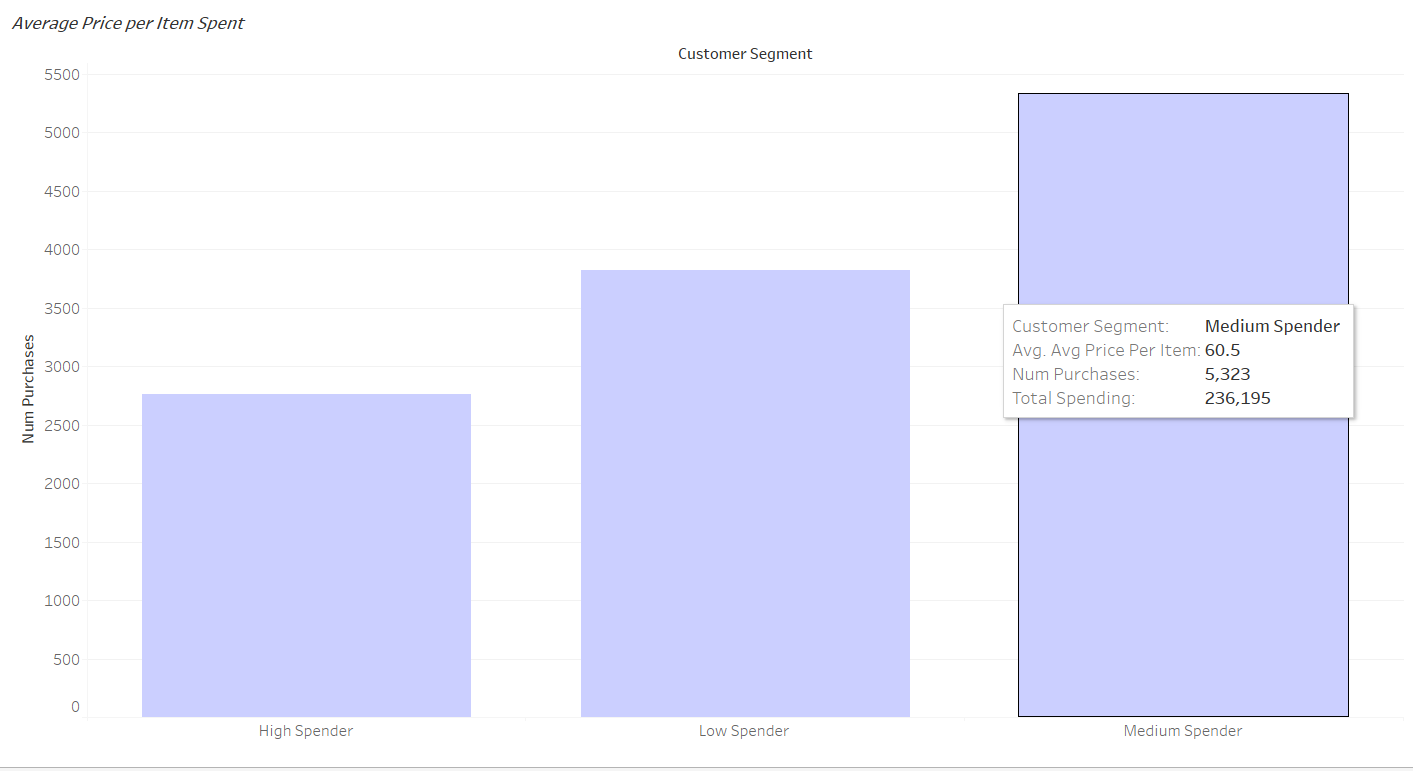 Average Price per Item Spent
Customer Segment
5500
5000
4500
4000
3500
3000
2500
2000
1500
1000
500
0
Num Purchases
Customer Segment: Medium Spender
Avg. Avg Price Per Item: 60.5
Num Purchases: 5,323
Total Spending: 236,195
High Spender
Low Spender
Medium Spender